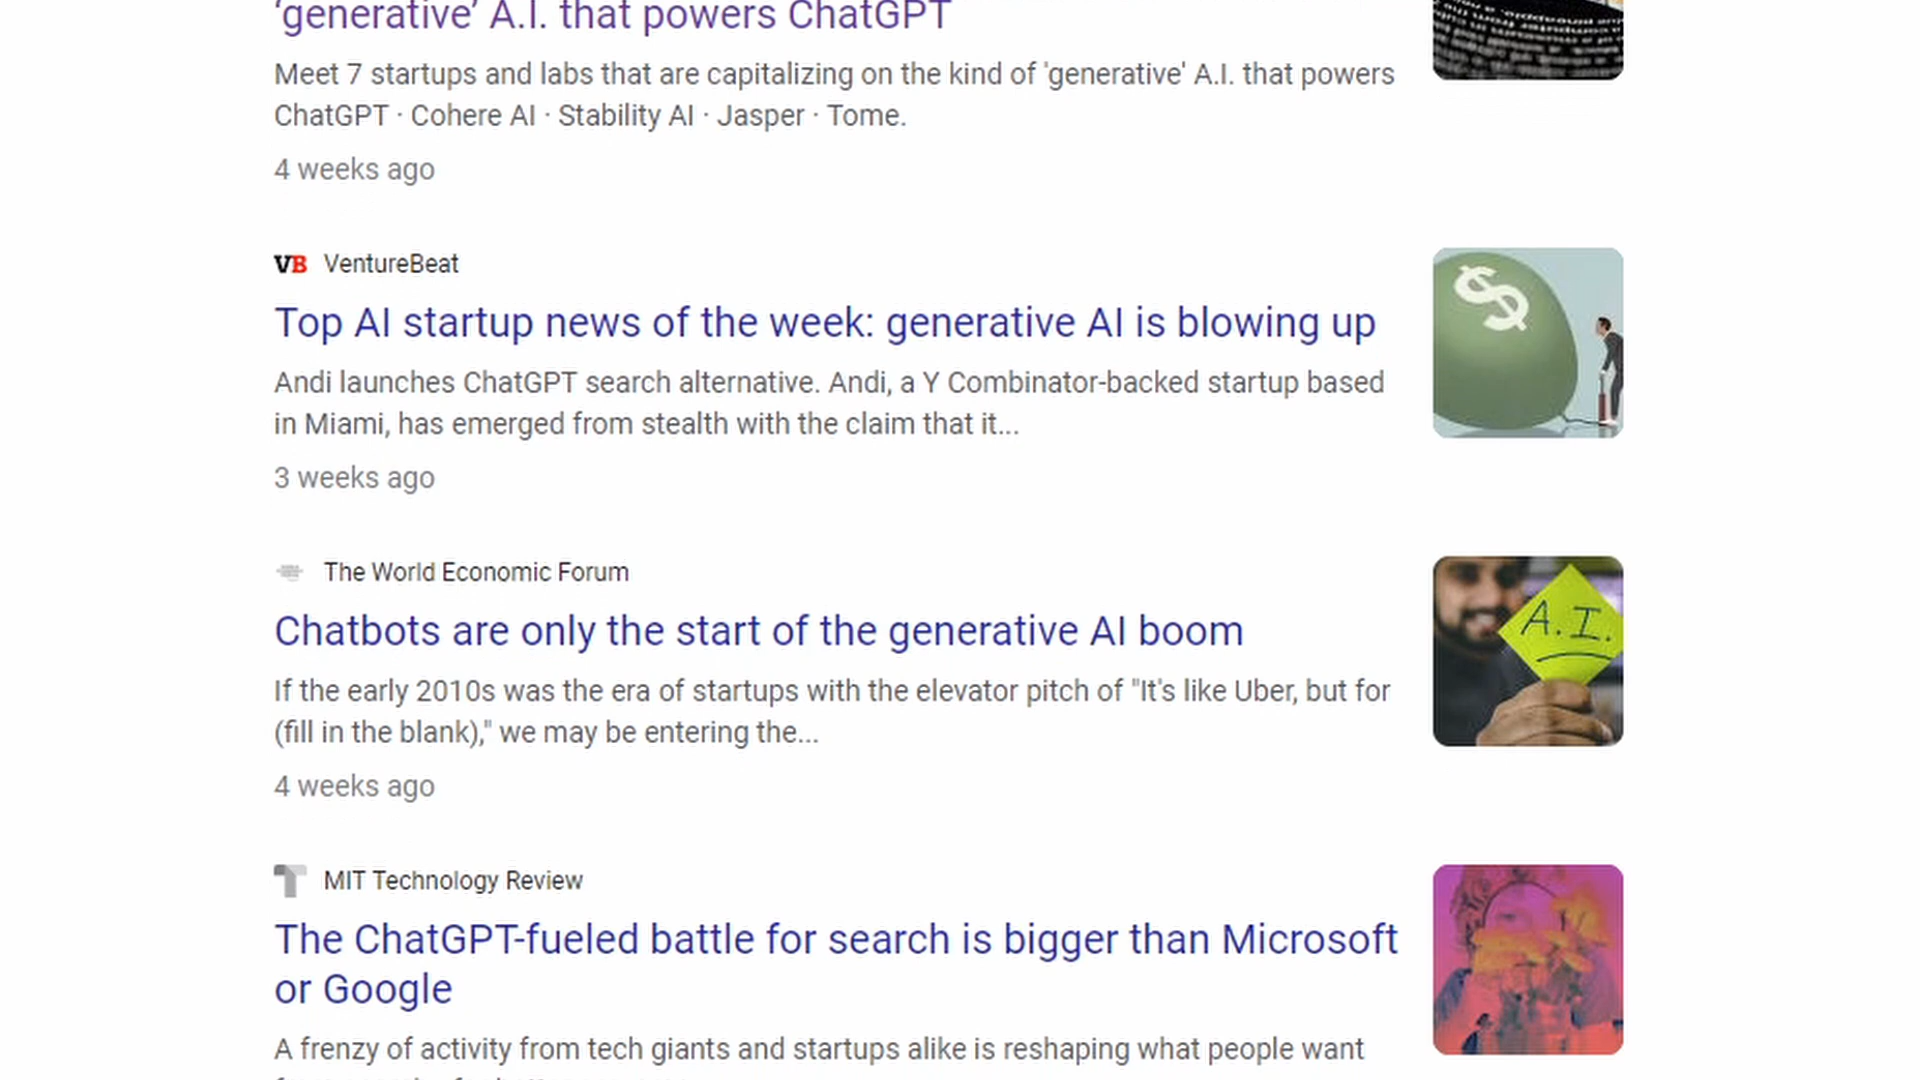 ‘generative’ A.I. that powers ChatGPT
Meet 7 startups and labs that are capitalizing on the kind of 'generative' A.I. that powers
ChatGPT · Cohere AI · Stability AI · Jasper · Tome.
4 weeks ago
VB VentureBeat
Top AI startup news of the week: generative AI is blowing up
Andi launches ChatGPT search alternative. Andi, a Y Combinator-backed startup based
in Miami, has emerged from stealth with the claim that it...
3 weeks ago
$
The World Economic Forum
Chatbots are only the start of the generative AI boom
If the early 2010s was the era of startups with the elevator pitch of "It's like Uber, but for
(fill in the blank)," we may be entering the...
4 weeks ago
A.I.
MIT Technology Review
The ChatGPT-fueled battle for search is bigger than Microsoft
or Google
A frenzy of activity from tech giants and startups alike is reshaping what people want